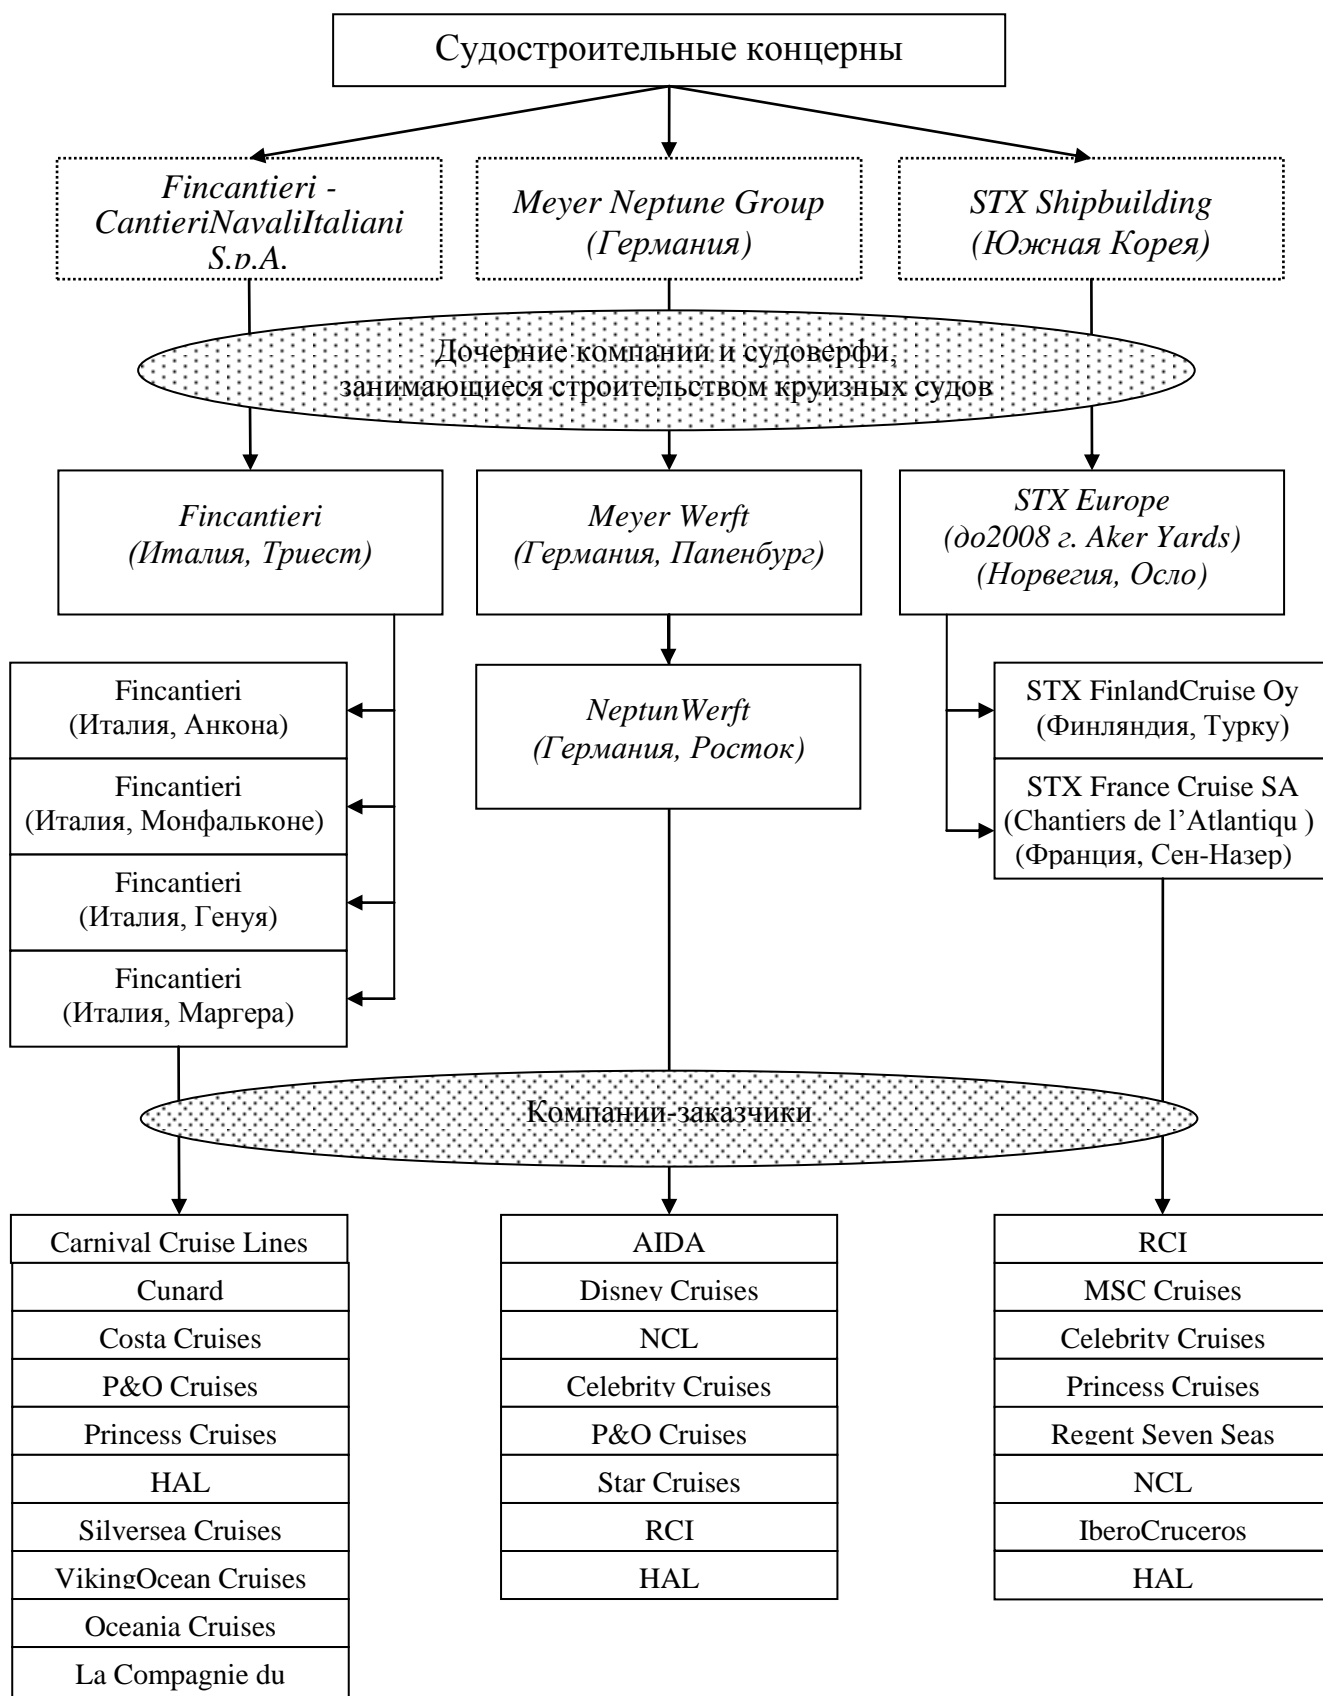 Судостроительные концерны
Fincantieri -
CantieriNavaliItaliani
S.p.A.
Meyer Neptune Group
(Германия)
STX Shipbuilding
(Южная Корея)
Дочерние компании и судоверфи,
занимающиеся строительством круизных судов
Fincantieri
(Италия, Триест)
Meyer Werft
(Германия, Папенбург)
STX Europe
(до2008 г. Aker Yards)
(Норвегия, Осло)
Fincantieri
(Италия, Анкона)
Fincantieri
(Италия, Монфальконе)
Fincantieri
(Италия, Генуя)
Fincantieri
(Италия, Маргера)
NeptunWerft
(Германия, Росток)
STX FinlandCruise Oy
(Финляндия, Турку)
STX France Cruise SA
(Chantiers de l’Atlantiqu )
(Франция, Сен-Назер)
Компании-заказчики
Carnival Cruise Lines
Cunard
Costa Cruises
P&O Cruises
Princess Cruises
HAL
Silversea Cruises
VikingOcean Cruises
Oceania Cruises
La Compagnie du
AIDA
Disney Cruises
NCL
Celebrity Cruises
P&O Cruises
Star Cruises
RCI
HAL
RCI
MSC Cruises
Celebrity Cruises
Princess Cruises
Regent Seven Seas
NCL
IberoCruceros
HAL